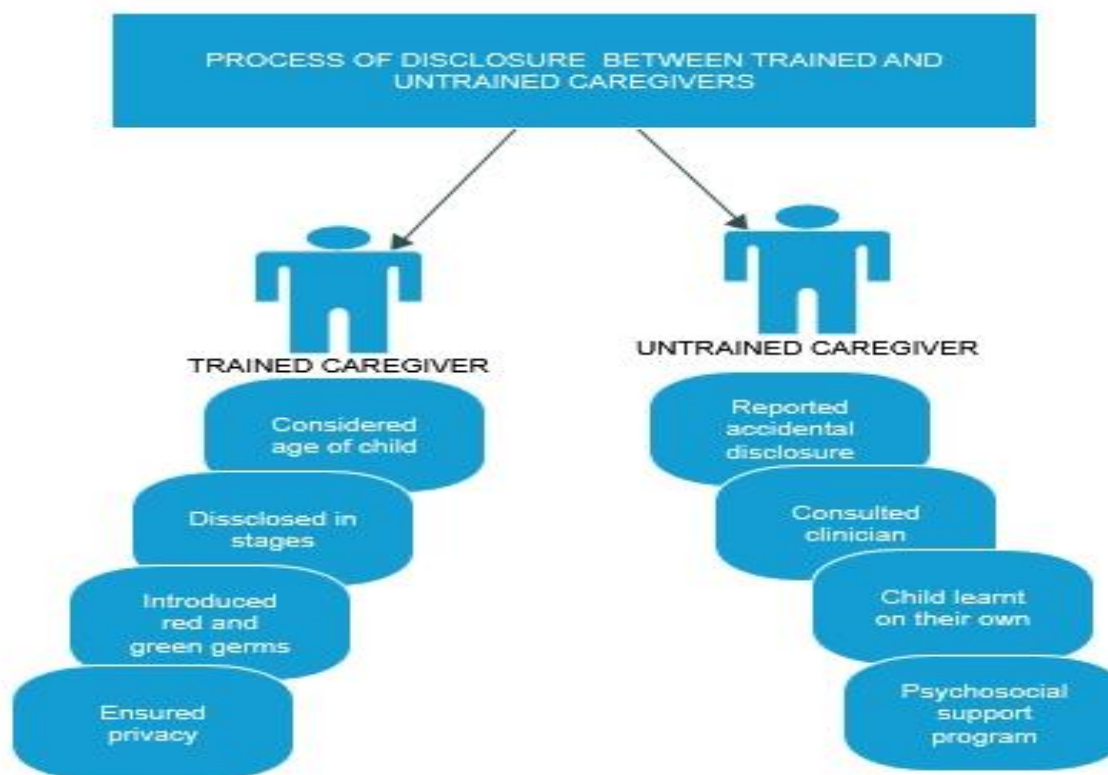 PROCESS OF DISCLOSURE BETWEEN TRAINED AND
UNTRAINED CAREGIVERS
TRAINED CAREGIVER
Considered
age of child
Dissclosed in
stages
Introduced
red and
green germs
Ensured
privacy
UNTRAINED CAREGIVER
Reported
accidental
disclosure
Consulted
clinician
Child learnt
on their own
Psychosocial
support
program